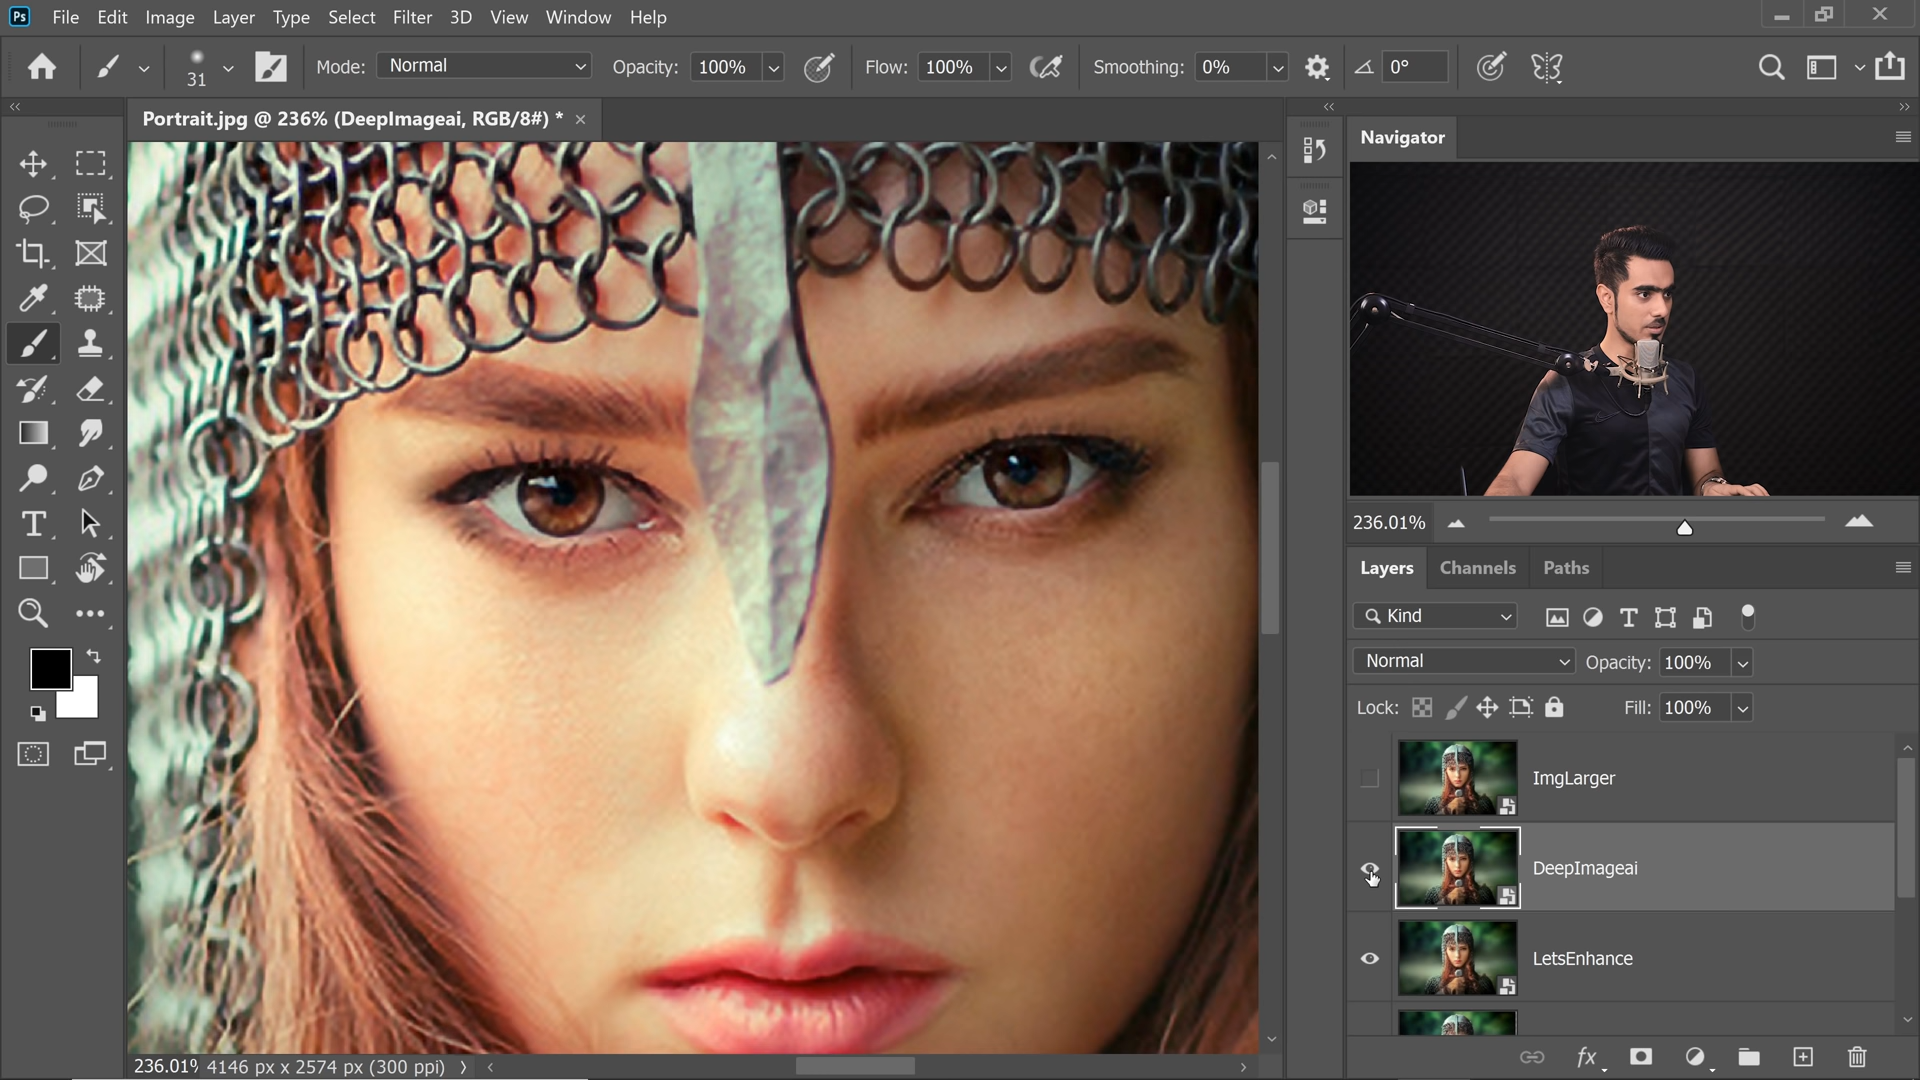 Ps File Edit Image Layer Type Select Filter 3D View Window Help
31 Mode: Normal Opacity: 100% Flow: 100% Smoothing: 0% 0°
Portrait.jpg @ 236% (DeepImageai, RGB/8#) *
Navigator
236.01%
Layers Channels Paths
Kind
Normal Opacity: 100%
Lock: Fill: 100%
ImgLarger
DeepImageai
LetsEnhance
fx
236.01% 4146 px x 2574 px (300 ppi)